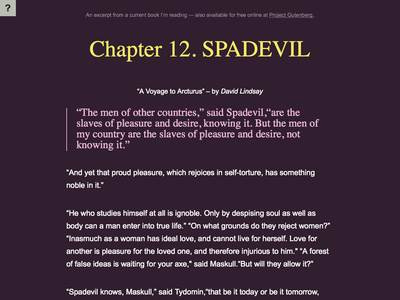 ?
An excerpt from a current book I'm reading — also available for free online at Project Gutenberg.
Chapter 12. SPADEVIL
"A Voyage to Arcturus" – by David Lindsay
“The men of other countries,” said Spadevil,“are
the slaves of pleasure and desire, knowing it. But the men of
my country are the slaves of pleasure and desire, not
knowing it.”
“And yet that proud pleasure, which rejoices in self-torture, has something
noble in it.”
“He who studies himself at all is ignoble. Only by despising soul as well as
body can a man enter into true life.” “On what grounds do they reject women?”
“Inasmuch as a woman has ideal love, and cannot live for herself. Love for
another is pleasure for the loved one, and therefore injurious to him.” “A forest
of false ideas is waiting for your axe,” said Maskull.“But will they allow it?”
“Spadevil knows, Maskull,” said Tydomin,“that be it today or be it tomorrow,